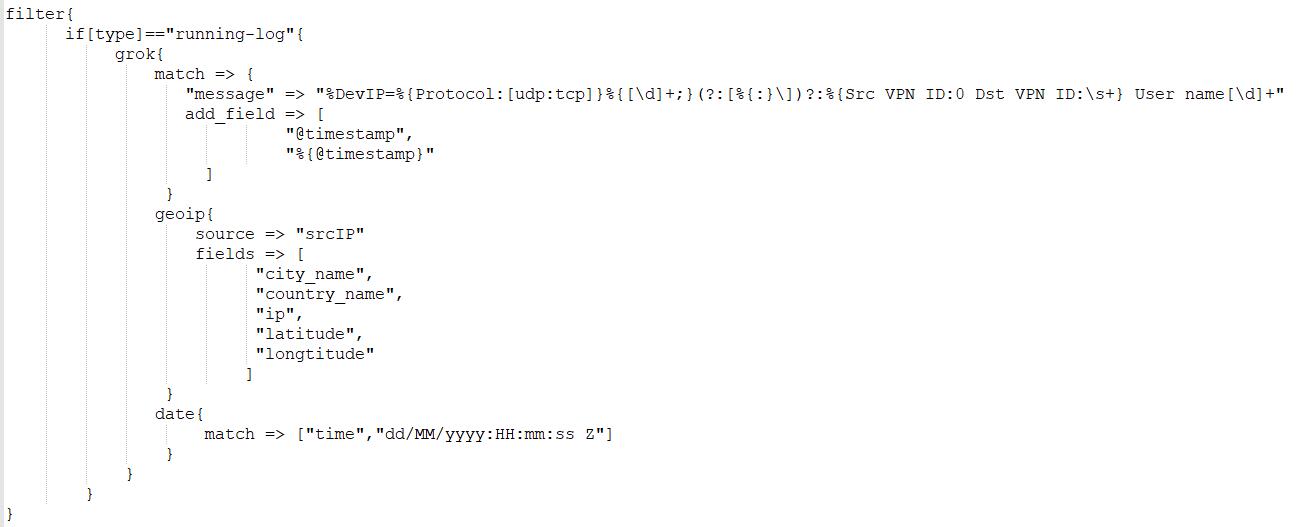 filter{
if[type]=="running-log"{
grok{
match => {
"message" => "%DevIP=%{Protocol:[udp:tcp]}%{[\d]+;}(?:[%{:}\])?:%{Src VPN ID:0 Dst VPN ID:\s+} User name[\d]+"
add_field => [
"@timestamp",
"%{@timestamp}"
]
}
geoip{
source => "srcIP"
fields => [
"city_name",
"country_name",
"ip",
"latitude",
"longtitude"
]
}
date{
match => ["time","dd/MM/yyyy:HH:mm:ss Z"]
}
}
}
}